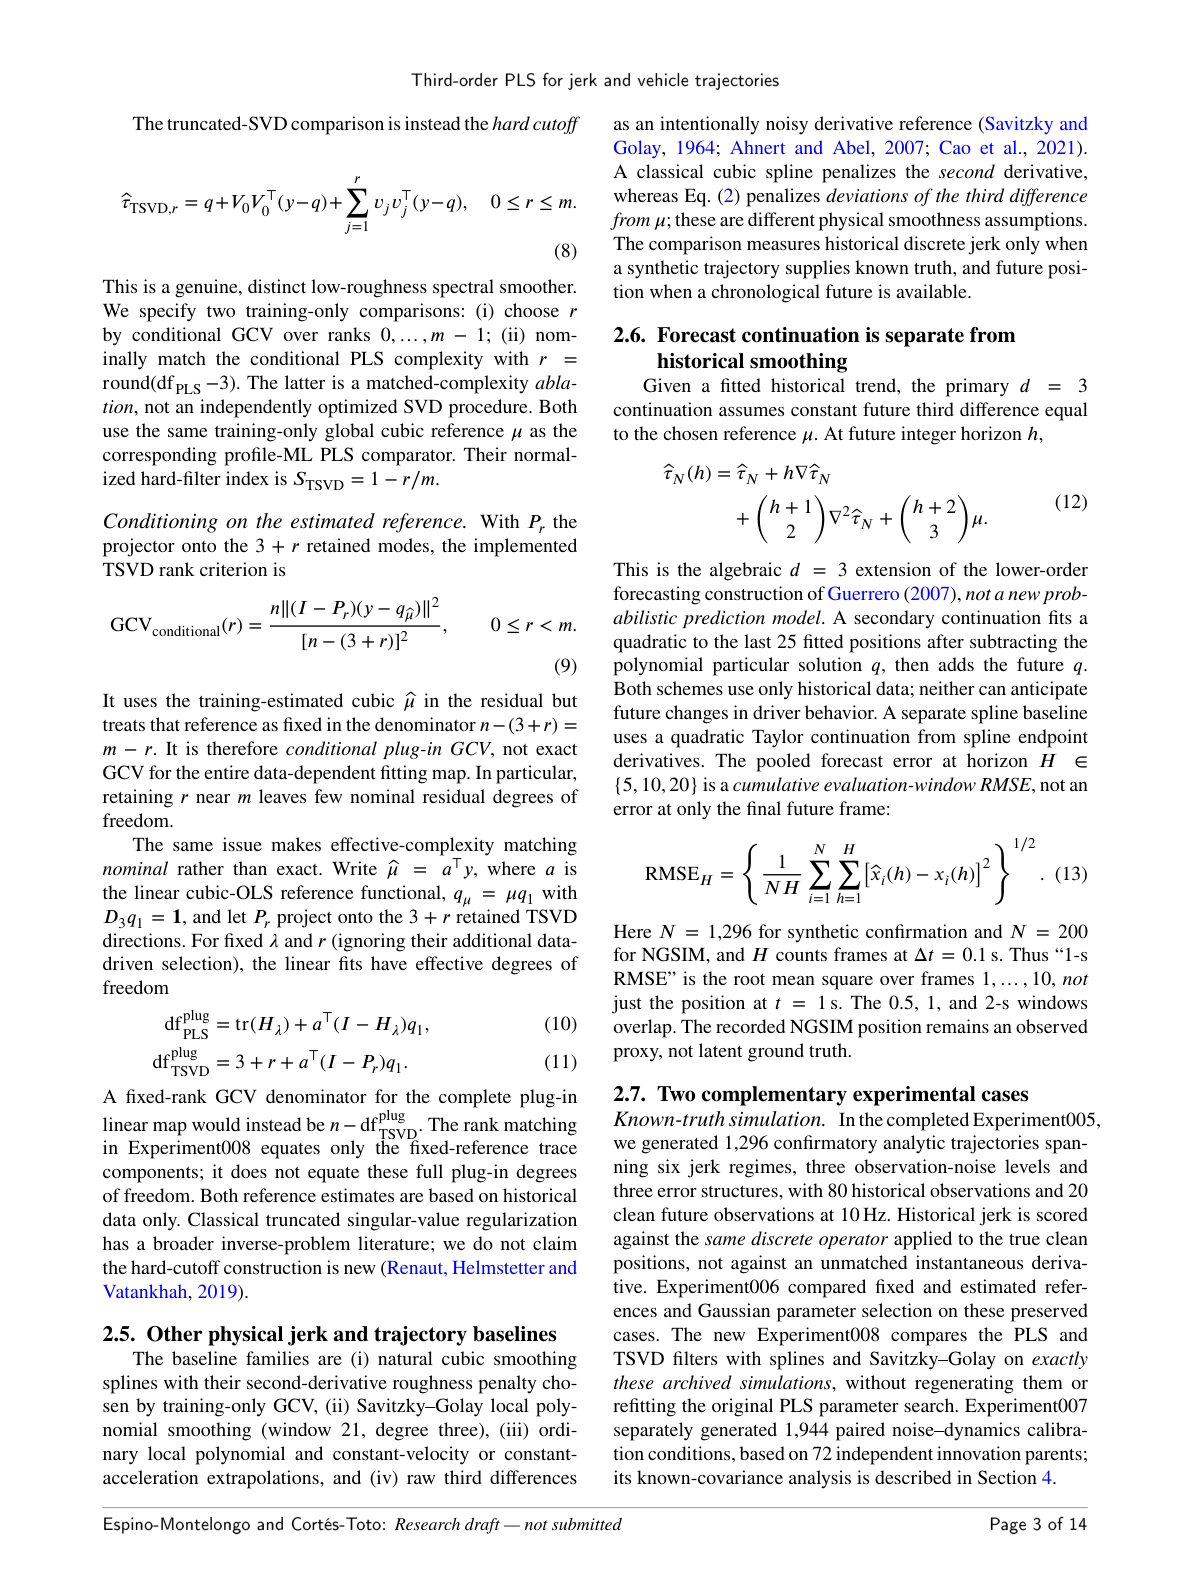 Third-order PLS for jerk and vehicle trajectories
The truncated-SVD comparison is instead the hard cutoff
τ̂_TSVD,r = q+V₀V₀^⊤(y−q)+∑_{j=1}^{r} v_j v_j^⊤(y−q), 0 ≤ r ≤ m.
(8)
This is a genuine, distinct low-roughness spectral smoother.
We specify two training-only comparisons: (i) choose r
by conditional GCV over ranks 0,…,m − 1; (ii) nom-
inally match the conditional PLS complexity with r =
round(df_PLS −3). The latter is a matched-complexity abla-
tion, not an independently optimized SVD procedure. Both
use the same training-only global cubic reference μ as the
corresponding profile-ML PLS comparator. Their normal-
ized hard-filter index is S_TSVD = 1 − r/m.
Conditioning on the estimated reference. With P_r the
projector onto the 3 + r retained modes, the implemented
TSVD rank criterion is
GCV_conditional(r) = n‖(I − P_r)(y − q_μ̂)‖² / [n − (3 + r)]², 0 ≤ r < m.
(9)
It uses the training-estimated cubic μ̂ in the residual but
treats that reference as fixed in the denominator n−(3+r) =
m − r. It is therefore conditional plug-in GCV, not exact
GCV for the entire data-dependent fitting map. In particular,
retaining r near m leaves few nominal residual degrees of
freedom.
The same issue makes effective-complexity matching
nominal rather than exact. Write μ̂ = a^⊤y, where a is
the linear cubic-OLS reference functional, q_μ = μq₁ with
D₃q₁ = 1, and let P_r project onto the 3 + r retained TSVD
directions. For fixed λ and r (ignoring their additional data-
driven selection), the linear fits have effective degrees of
freedom
df_PLS^plug = tr(H_λ) + a^⊤(I − H_λ)q₁, (10)
df_TSVD^plug = 3 + r + a^⊤(I − P_r)q₁. (11)
A fixed-rank GCV denominator for the complete plug-in
linear map would instead be n − df_TSVD^plug. The rank matching
in Experiment008 equates only the fixed-reference trace
components; it does not equate these full plug-in degrees
of freedom. Both reference estimates are based on historical
data only. Classical truncated singular-value regularization
has a broader inverse-problem literature; we do not claim
the hard-cutoff construction is new (Renaut, Helmstetter and
Vatankhah, 2019).
2.5. Other physical jerk and trajectory baselines
The baseline families are (i) natural cubic smoothing
splines with their second-derivative roughness penalty cho-
sen by training-only GCV, (ii) Savitzky–Golay local poly-
nomial smoothing (window 21, degree three), (iii) ordi-
nary local polynomial and constant-velocity or constant-
acceleration extrapolations, and (iv) raw third differences
as an intentionally noisy derivative reference (Savitzky and
Golay, 1964; Ahnert and Abel, 2007; Cao et al., 2021).
A classical cubic spline penalizes the second derivative,
whereas Eq. (2) penalizes deviations of the third difference
from μ; these are different physical smoothness assumptions.
The comparison measures historical discrete jerk only when
a synthetic trajectory supplies known truth, and future posi-
tion when a chronological future is available.
2.6. Forecast continuation is separate from
historical smoothing
Given a fitted historical trend, the primary d = 3
continuation assumes constant future third difference equal
to the chosen reference μ. At future integer horizon h,
τ̂_N(h) = τ̂_N + h∇τ̂_N
+ (h + 1 2)∇²τ̂_N + (h + 2 3)μ. (12)
This is the algebraic d = 3 extension of the lower-order
forecasting construction of Guerrero (2007), not a new prob-
abilistic prediction model. A secondary continuation fits a
quadratic to the last 25 fitted positions after subtracting the
polynomial particular solution q, then adds the future q.
Both schemes use only historical data; neither can anticipate
future changes in driver behavior. A separate spline baseline
uses a quadratic Taylor continuation from spline endpoint
derivatives. The pooled forecast error at horizon H ∈
{5, 10, 20} is a cumulative evaluation-window RMSE, not an
error at only the final future frame:
RMSE_H = { 1/(NH) ∑_{i=1}^{N} ∑_{h=1}^{H} [x̂_i(h) − x_i(h)]² }^{1/2}. (13)
Here N = 1,296 for synthetic confirmation and N = 200
for NGSIM, and H counts frames at Δt = 0.1 s. Thus “1-s
RMSE” is the root mean square over frames 1,…,10, not
just the position at t = 1 s. The 0.5, 1, and 2-s windows
overlap. The recorded NGSIM position remains an observed
proxy, not latent ground truth.
2.7. Two complementary experimental cases
Known-truth simulation. In the completed Experiment005,
we generated 1,296 confirmatory analytic trajectories span-
ning six jerk regimes, three observation-noise levels and
three error structures, with 80 historical observations and 20
clean future observations at 10 Hz. Historical jerk is scored
against the same discrete operator applied to the true clean
positions, not against an unmatched instantaneous deriva-
tive. Experiment006 compared fixed and estimated refer-
ences and Gaussian parameter selection on these preserved
cases. The new Experiment008 compares the PLS and
TSVD filters with splines and Savitzky–Golay on exactly
these archived simulations, without regenerating them or
refitting the original PLS parameter search. Experiment007
separately generated 1,944 paired noise–dynamics calibra-
tion conditions, based on 72 independent innovation parents;
its known-covariance analysis is described in Section 4.
Espino-Montelongo and Cortés-Toto: Research draft — not submitted
Page 3 of 14